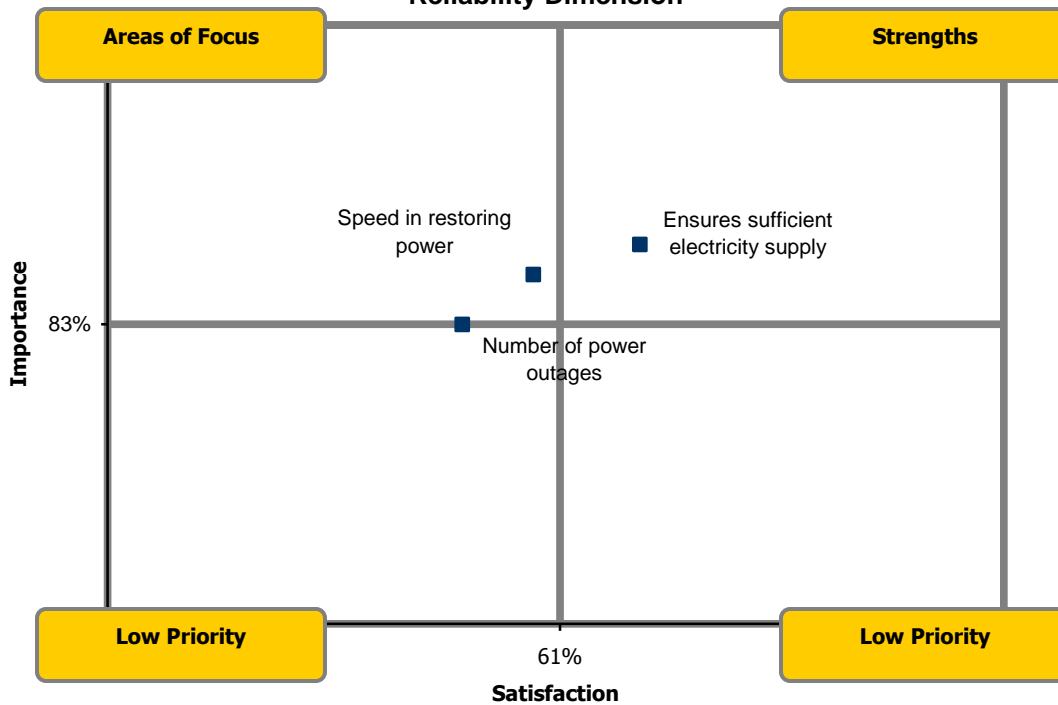 Reliability Dimension
Areas of Focus
Strengths
Speed in restoring
power
Ensures sufficient
electricity supply
Importance
83%
Number of power
outages
Low Priority
Low Priority
61%
Satisfaction